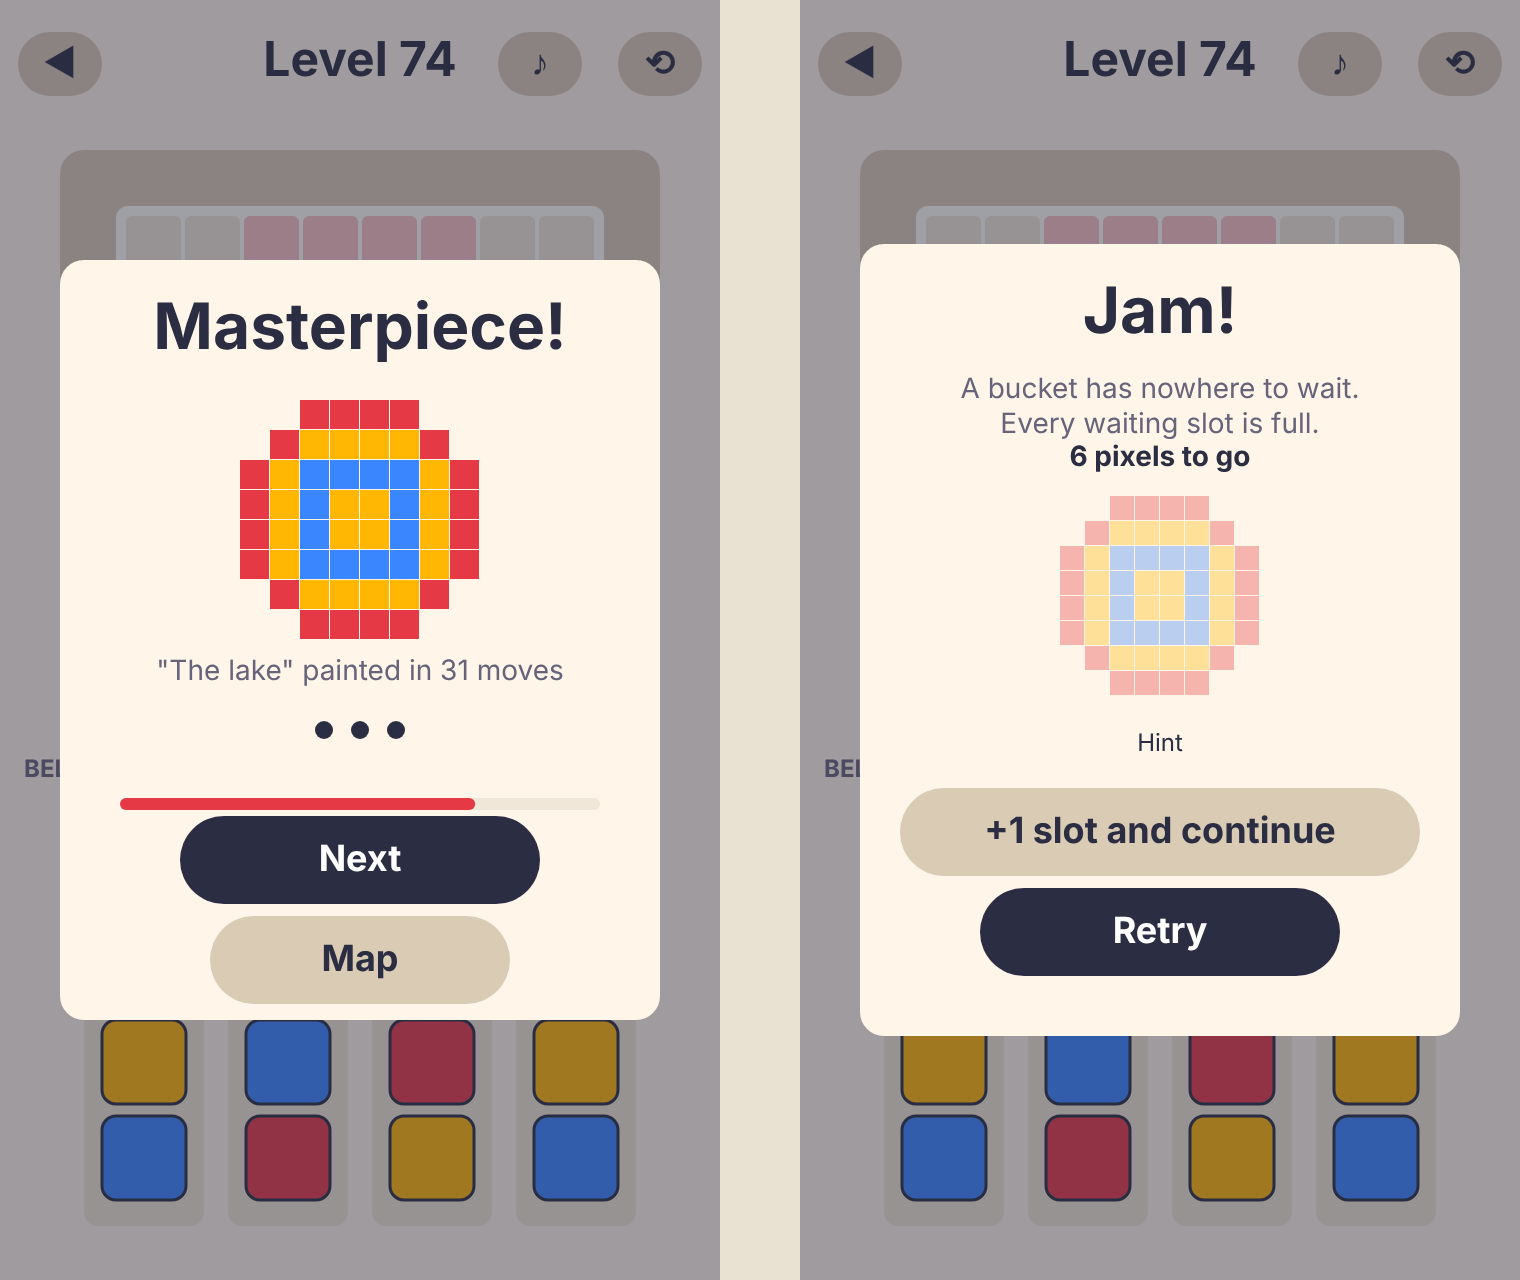 Level 74
Masterpiece!
"The lake" painted in 31 moves
Next
Map
Level 74
Jam!
A bucket has nowhere to wait.
Every waiting slot is full.
6 pixels to go
Hint
+1 slot and continue
Retry